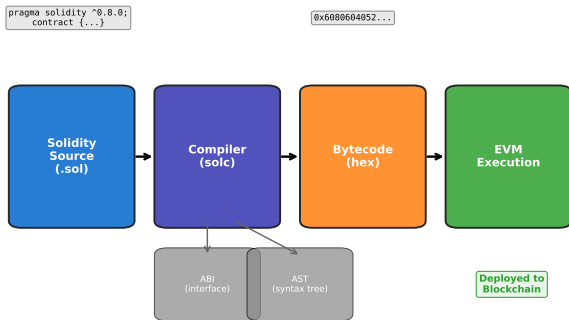 pragma solidity ^0.8.0;
contract {...}
0x6080604052...
Solidity
Source
(.sol)
Compiler
(solc)
Bytecode
(hex)
EVM
Execution
ABI
(interface)
AST
(syntax tree)
Deployed to
Blockchain